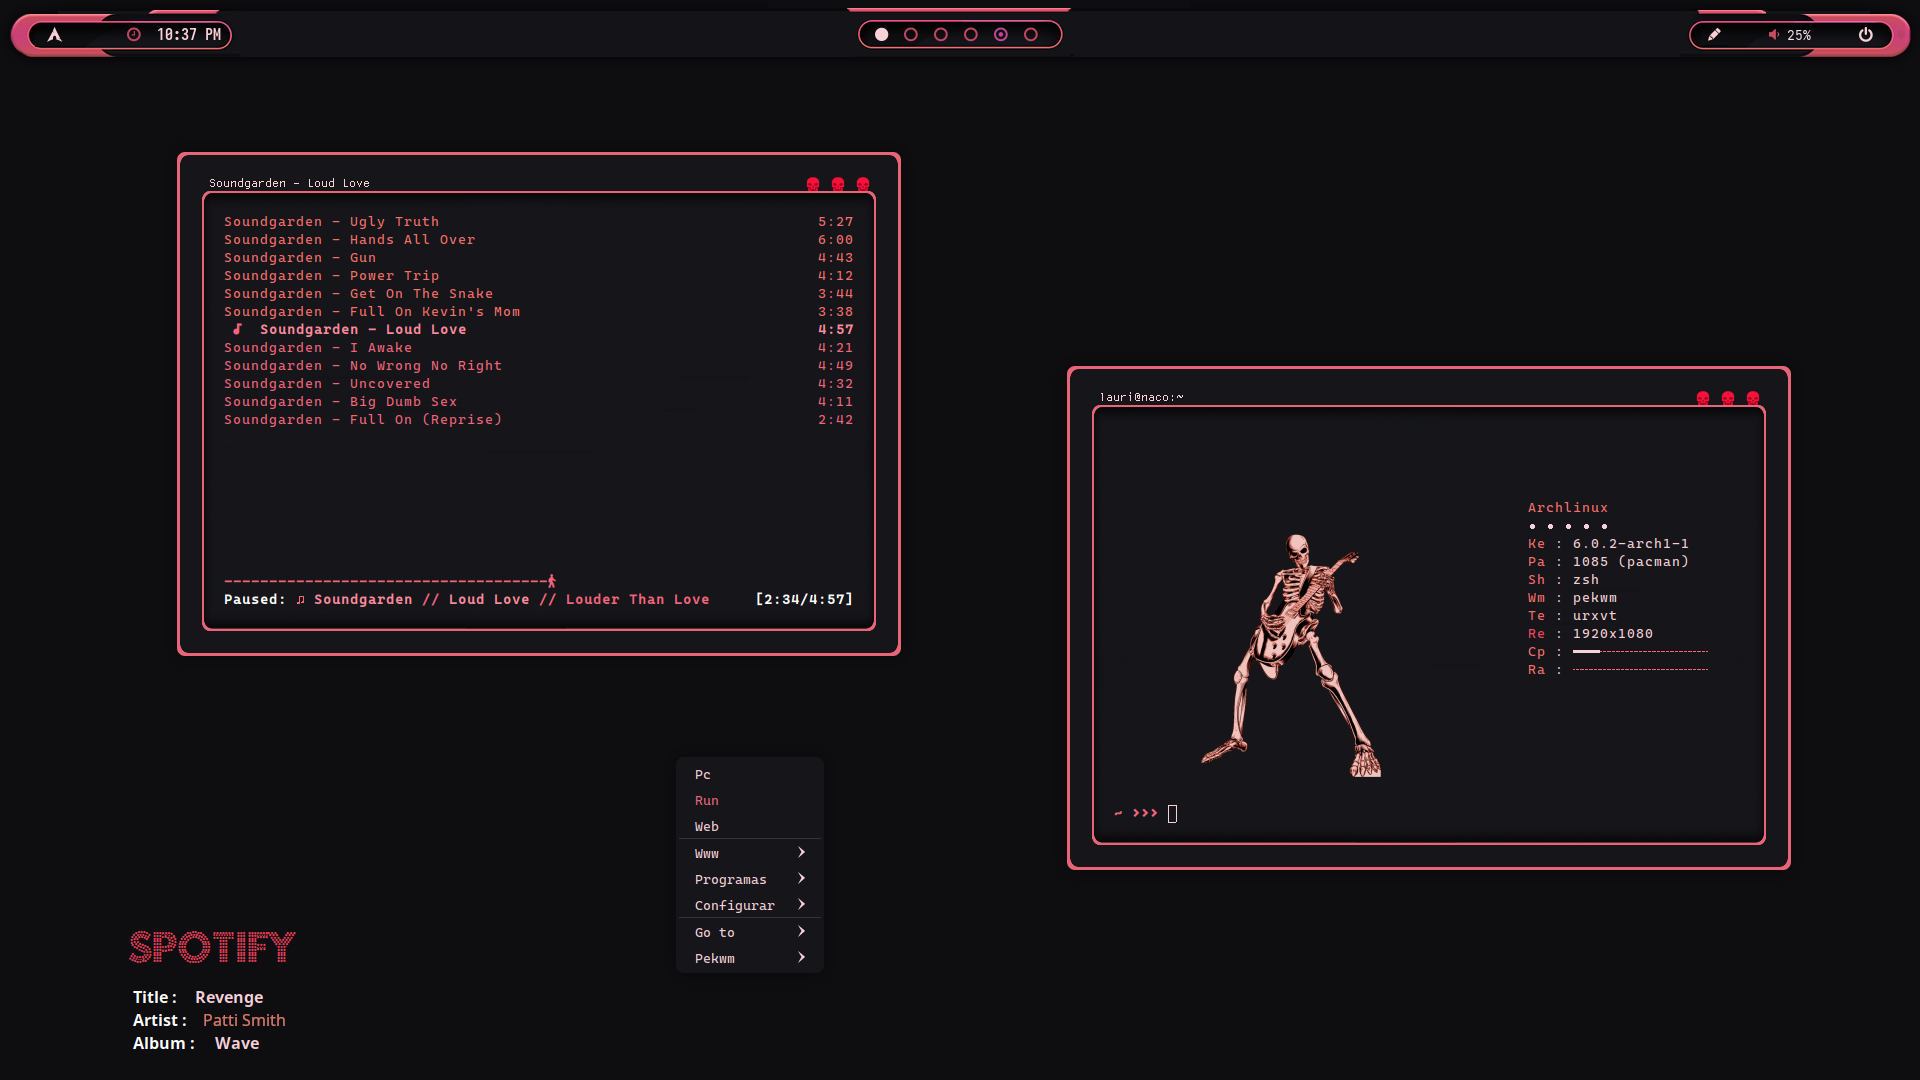 10:37 PM
25%
Soundgarden - Loud Love
Soundgarden - Ugly Truth 5:27
Soundgarden - Hands All Over 6:00
Soundgarden - Gun 4:43
Soundgarden - Power Trip 4:12
Soundgarden - Get On The Snake 3:44
Soundgarden - Full On Kevin's Mom 3:38
Soundgarden - Loud Love 4:57
Soundgarden - I Awake 4:21
Soundgarden - No Wrong No Right 4:49
Soundgarden - Uncovered 4:32
Soundgarden - Big Dumb Sex 4:11
Soundgarden - Full On (Reprise) 2:42
Paused: ♫ Soundgarden // Loud Love // Louder Than Love [2:34/4:57]
lauri@naco:~
Archlinux
Ke : 6.0.2-arch1-1
Pa : 1085 (pacman)
Sh : zsh
Wm : pekwm
Te : urxvt
Re : 1920x1080
Cp :
Ra :
~ >>>
Pc
Run
Web
Www
Programas
Configurar
Go to
Pekwm
SPOTIFY
Title : Revenge
Artist : Patti Smith
Album : Wave